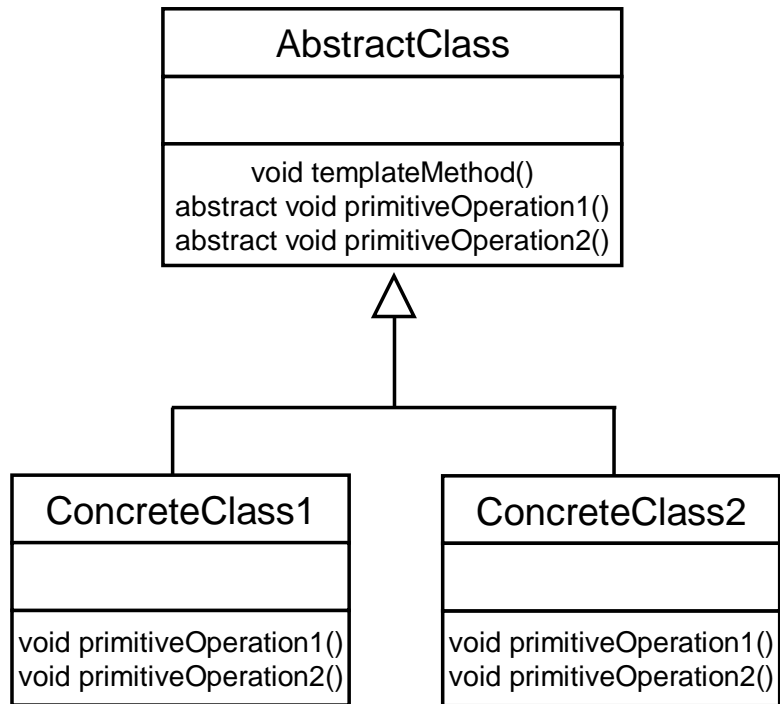 AbstractClass
void templateMethod()
abstract void primitiveOperation1()
abstract void primitiveOperation2()
ConcreteClass1
void primitiveOperation1()
void primitiveOperation2()
ConcreteClass2
void primitiveOperation1()
void primitiveOperation2()